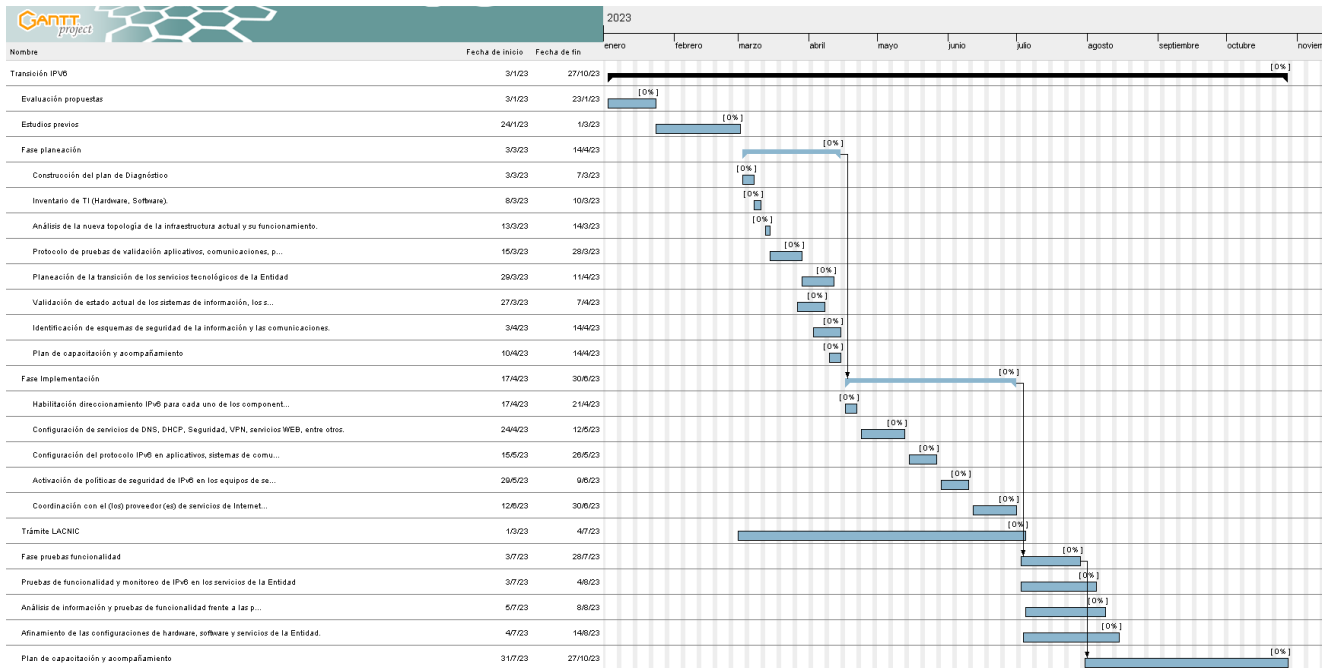 GANTT project
2023
enero febrero marzo abril mayo junio julio agosto septiembre octubre noviem
Nombre Fecha de inicio Fecha de fin
Transición IPV6 3/1/23 27/10/23 [0%]
Evaluación propuestas 3/1/23 23/1/23 [0%]
Estudios previos 24/1/23 1/3/23 [0%]
Fase planeación 3/3/23 14/4/23 [0%]
Construcción del plan de Diagnóstico 3/3/23 7/3/23 [0%]
Inventario de TI (Hardware, Software). 8/3/23 10/3/23 [0%]
Análisis de la nueva topología de la infraestructura actual y su funcionamiento. 13/3/23 14/3/23 [0%]
Protocolo de pruebas de validación aplicativos, comunicaciones, p... 15/3/23 28/3/23 [0%]
Planeación de la transición de los servicios tecnológicos de la Entidad 29/3/23 11/4/23 [0%]
Validación de estado actual de los sistemas de información, los s... 27/3/23 7/4/23 [0%]
Identificación de esquemas de seguridad de la información y las comunicaciones. 3/4/23 14/4/23 [0%]
Plan de capacitación y acompañamiento 10/4/23 14/4/23 [0%]
Fase Implementación 17/4/23 30/6/23 [0%]
Habilitación direccionamiento IPv6 para cada uno de los component... 17/4/23 21/4/23 [0%]
Configuración de servicios de DNS, DHCP, Seguridad, VPN, servicios WEB, entre otros. 24/4/23 12/5/23 [0%]
Configuración del protocolo IPv6 en aplicativos, sistemas de comu... 15/5/23 26/5/23 [0%]
Activación de políticas de seguridad de IPv6 en los equipos de se... 29/5/23 9/6/23 [0%]
Coordinación con el (los) proveedor (es) de servicios de Internet... 12/6/23 30/6/23 [0%]
Trámite LACNIC 1/3/23 4/7/23 [0%]
Fase pruebas funcionalidad 3/7/23 28/7/23 [0%]
Pruebas de funcionalidad y monitoreo de IPv6 en los servicios de la Entidad 3/7/23 4/8/23 [0%]
Análisis de información y pruebas de funcionalidad frente a las p... 5/7/23 8/8/23 [0%]
Afinamiento de las configuraciones de hardware, software y servicios de la Entidad. 4/7/23 14/8/23 [0%]
Plan de capacitación y acompañamiento 31/7/23 27/10/23 [0%]